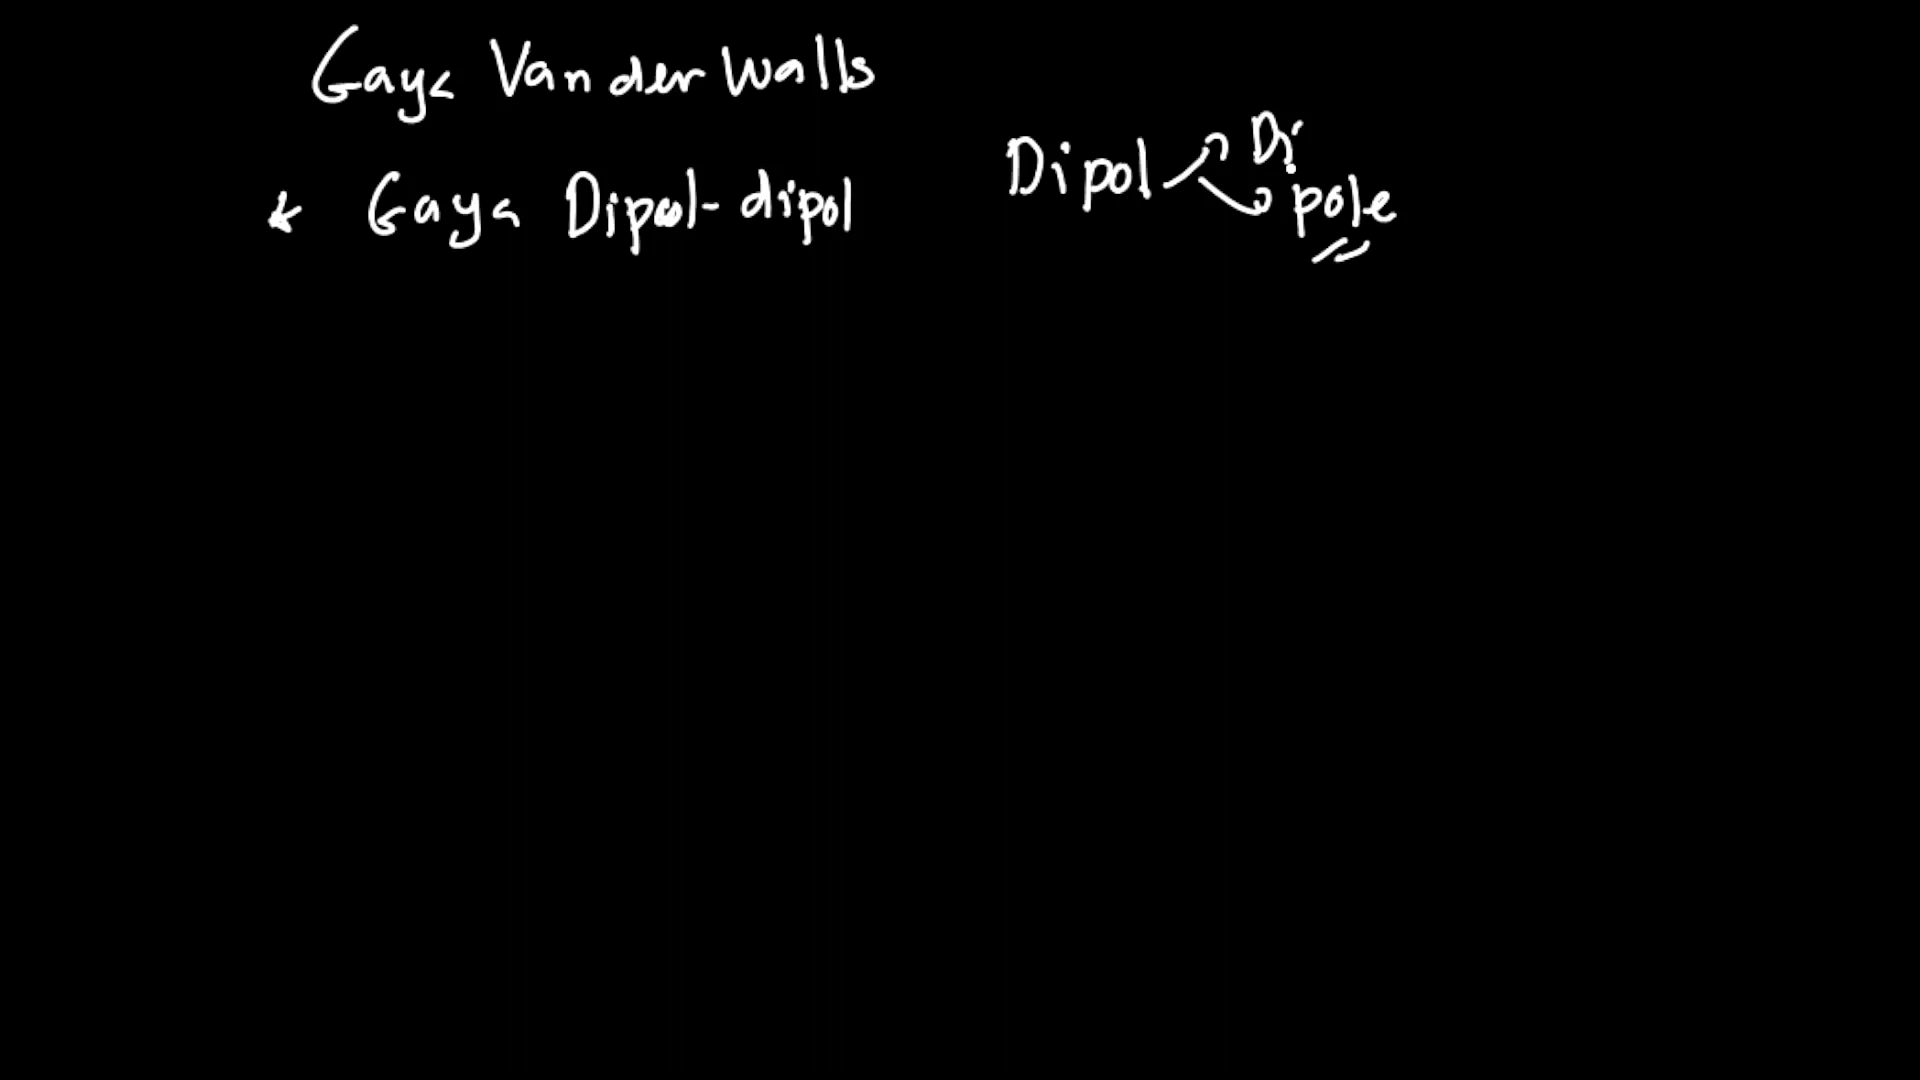 Gaya Van der Walls
* Gaya Dipol-dipol
Dipol
Di
pole